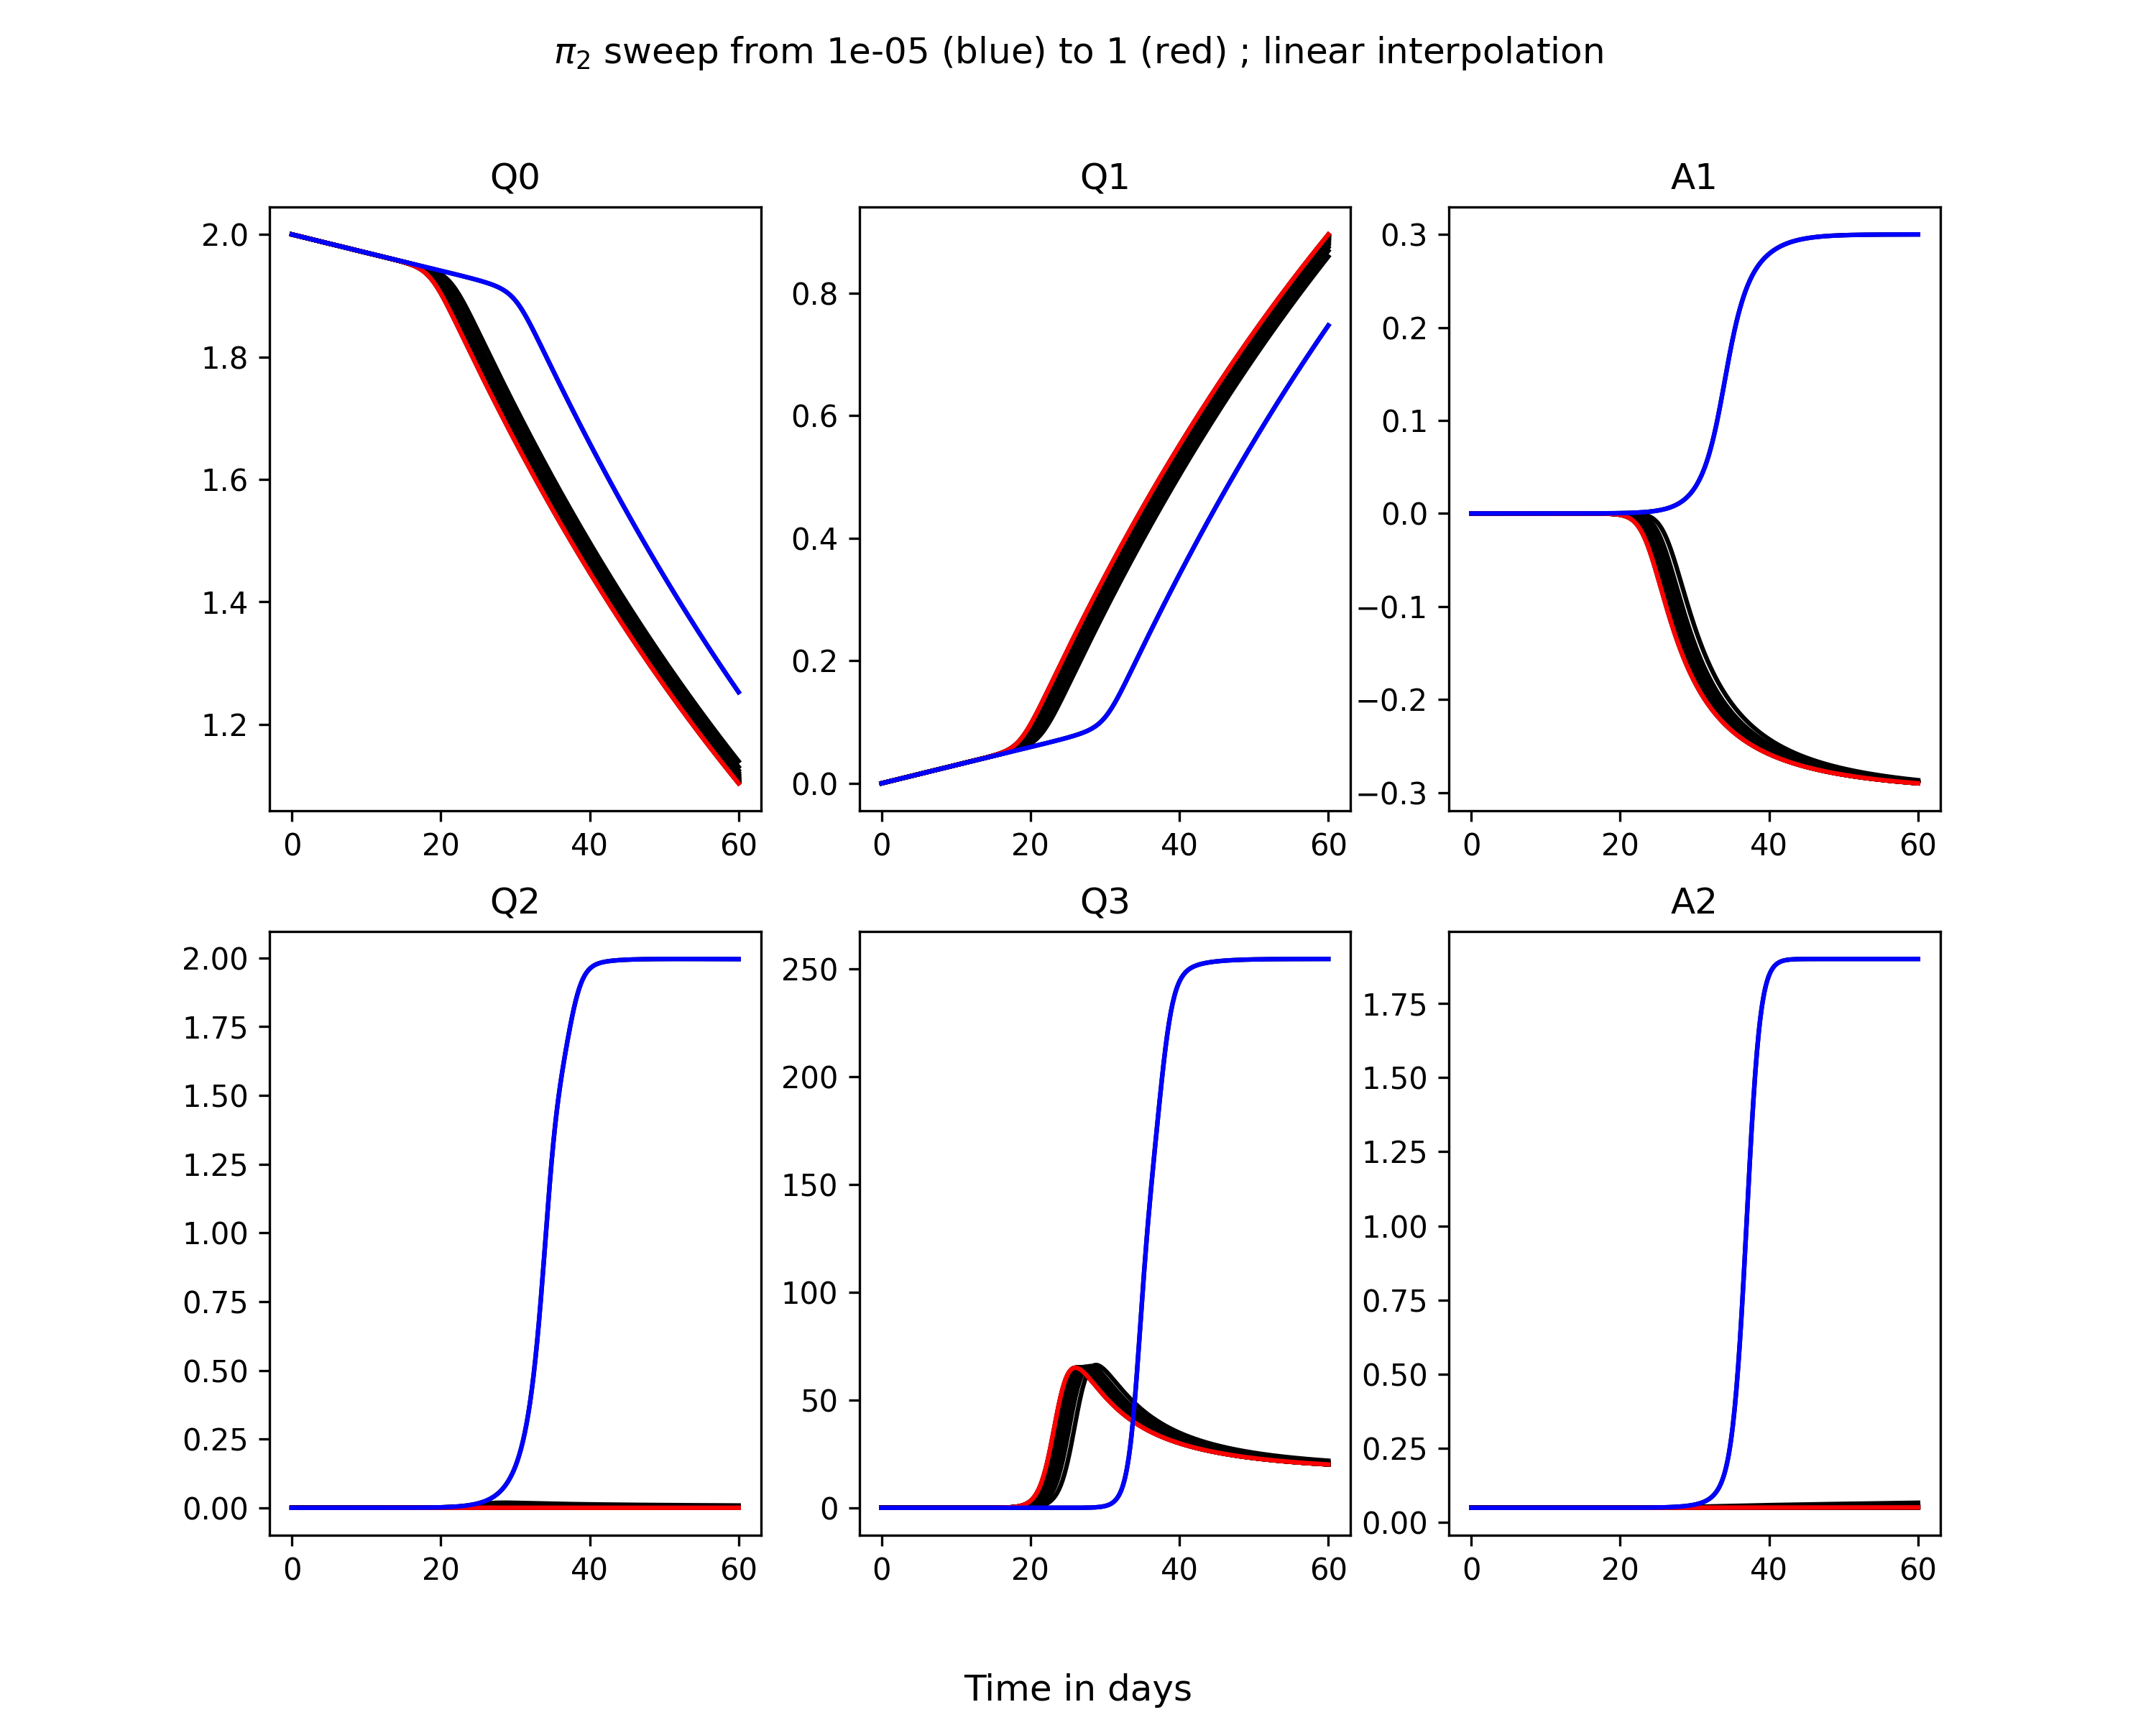 π₂ sweep from 1e-05 (blue) to 1 (red) ; linear interpolation
Q0
2.0
1.8
1.6
1.4
1.2
0 20 40 60
Q1
0.8
0.6
0.4
0.2
0.0
0 20 40 60
A1
0.3
0.2
0.1
0.0
−0.1
−0.2
−0.3
0 20 40 60
Q2
2.00
1.75
1.50
1.25
1.00
0.75
0.50
0.25
0.00
0 20 40 60
Q3
250
200
150
100
50
0
0 20 40 60
A2
1.75
1.50
1.25
1.00
0.75
0.50
0.25
0.00
0 20 40 60
Time in days